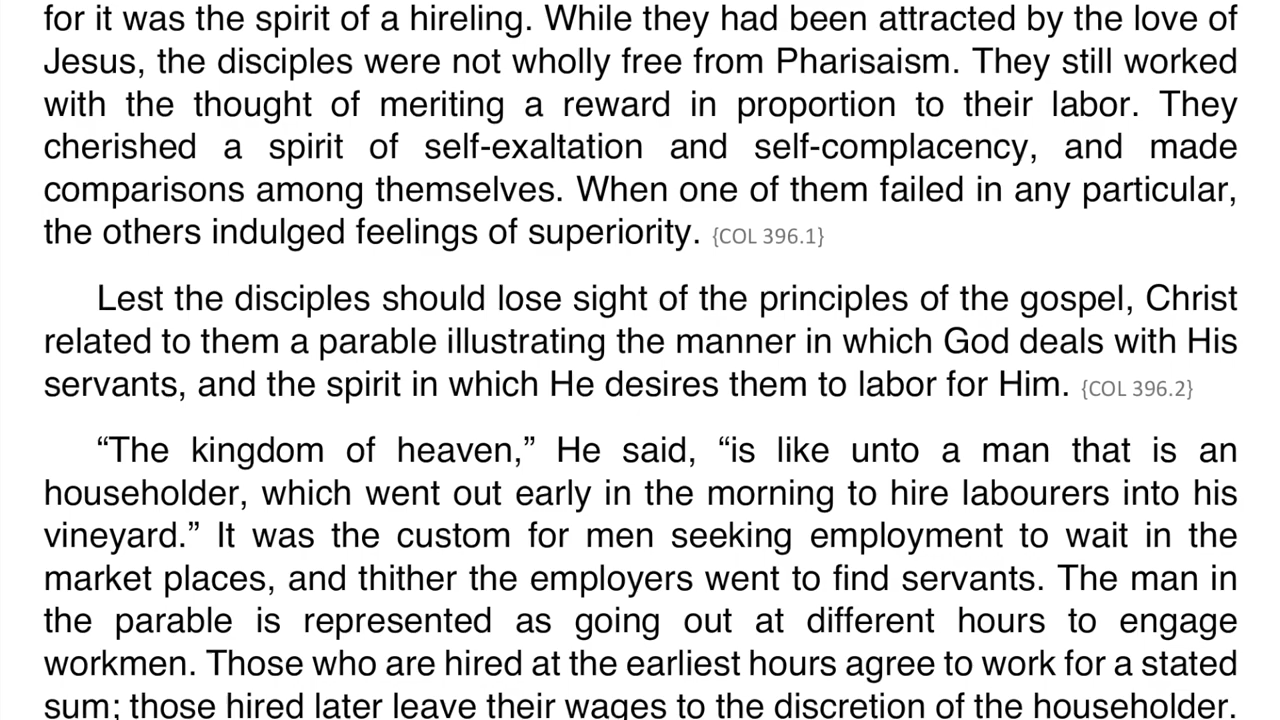 for it was the spirit of a hireling. While they had been attracted by the love of
Jesus, the disciples were not wholly free from Pharisaism. They still worked
with the thought of meriting a reward in proportion to their labor. They
cherished a spirit of self-exaltation and self-complacency, and made
comparisons among themselves. When one of them failed in any particular,
the others indulged feelings of superiority. {COL 396.1}
Lest the disciples should lose sight of the principles of the gospel, Christ
related to them a parable illustrating the manner in which God deals with His
servants, and the spirit in which He desires them to labor for Him. {COL 396.2}
“The kingdom of heaven,” He said, “is like unto a man that is an
householder, which went out early in the morning to hire labourers into his
vineyard.” It was the custom for men seeking employment to wait in the
market places, and thither the employers went to find servants. The man in
the parable is represented as going out at different hours to engage
workmen. Those who are hired at the earliest hours agree to work for a stated
sum; those hired later leave their wages to the discretion of the householder.